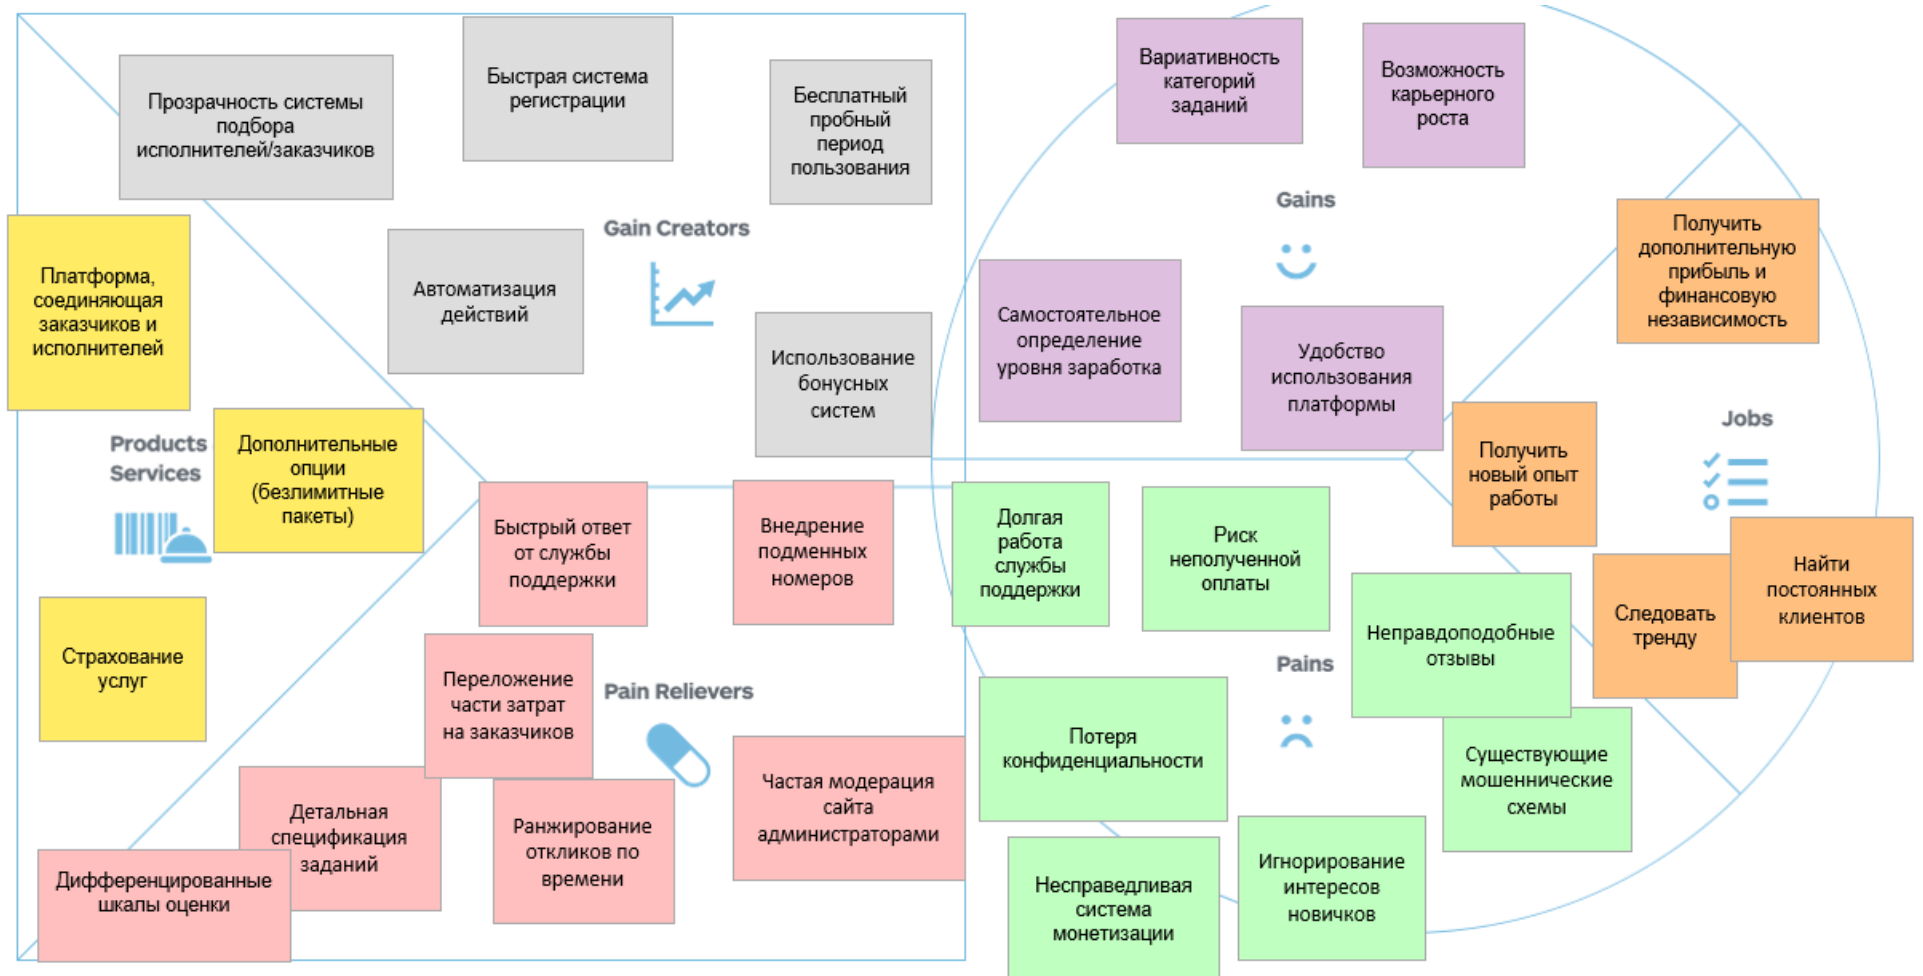 Прозрачность системы
подбора
исполнителей/заказчиков
Быстрая система
регистрации
Бесплатный
пробный
период
пользования
Gain Creators
Автоматизация
действий
Использование
бонусных
систем
Платформа,
соединяющая
заказчиков и
исполнителей
Products
Services
Дополнительные
опции
(безлимитные
пакеты)
Страхование
услуг
Быстрый ответ
от службы
поддержки
Внедрение
подменных
номеров
Переложение
части затрат
на заказчиков
Pain Relievers
Частая модерация
сайта
администраторами
Детальная
спецификация
заданий
Ранжирование
откликов по
времени
Дифференцированные
шкалы оценки
Вариативность
категорий
заданий
Возможность
карьерного
роста
Gains
Самостоятельное
определение
уровня заработка
Удобство
использования
платформы
Получить
дополнительную
прибыль и
финансовую
независимость
Jobs
Получить
новый опыт
работы
Следовать
тренду
Найти
постоянных
клиентов
Долгая
работа
службы
поддержки
Риск
неполученной
оплаты
Неправдоподобные
отзывы
Pains
Потеря
конфиденциальности
Существующие
мошеннические
схемы
Несправедливая
система
монетизации
Игнорирование
интересов
новичков